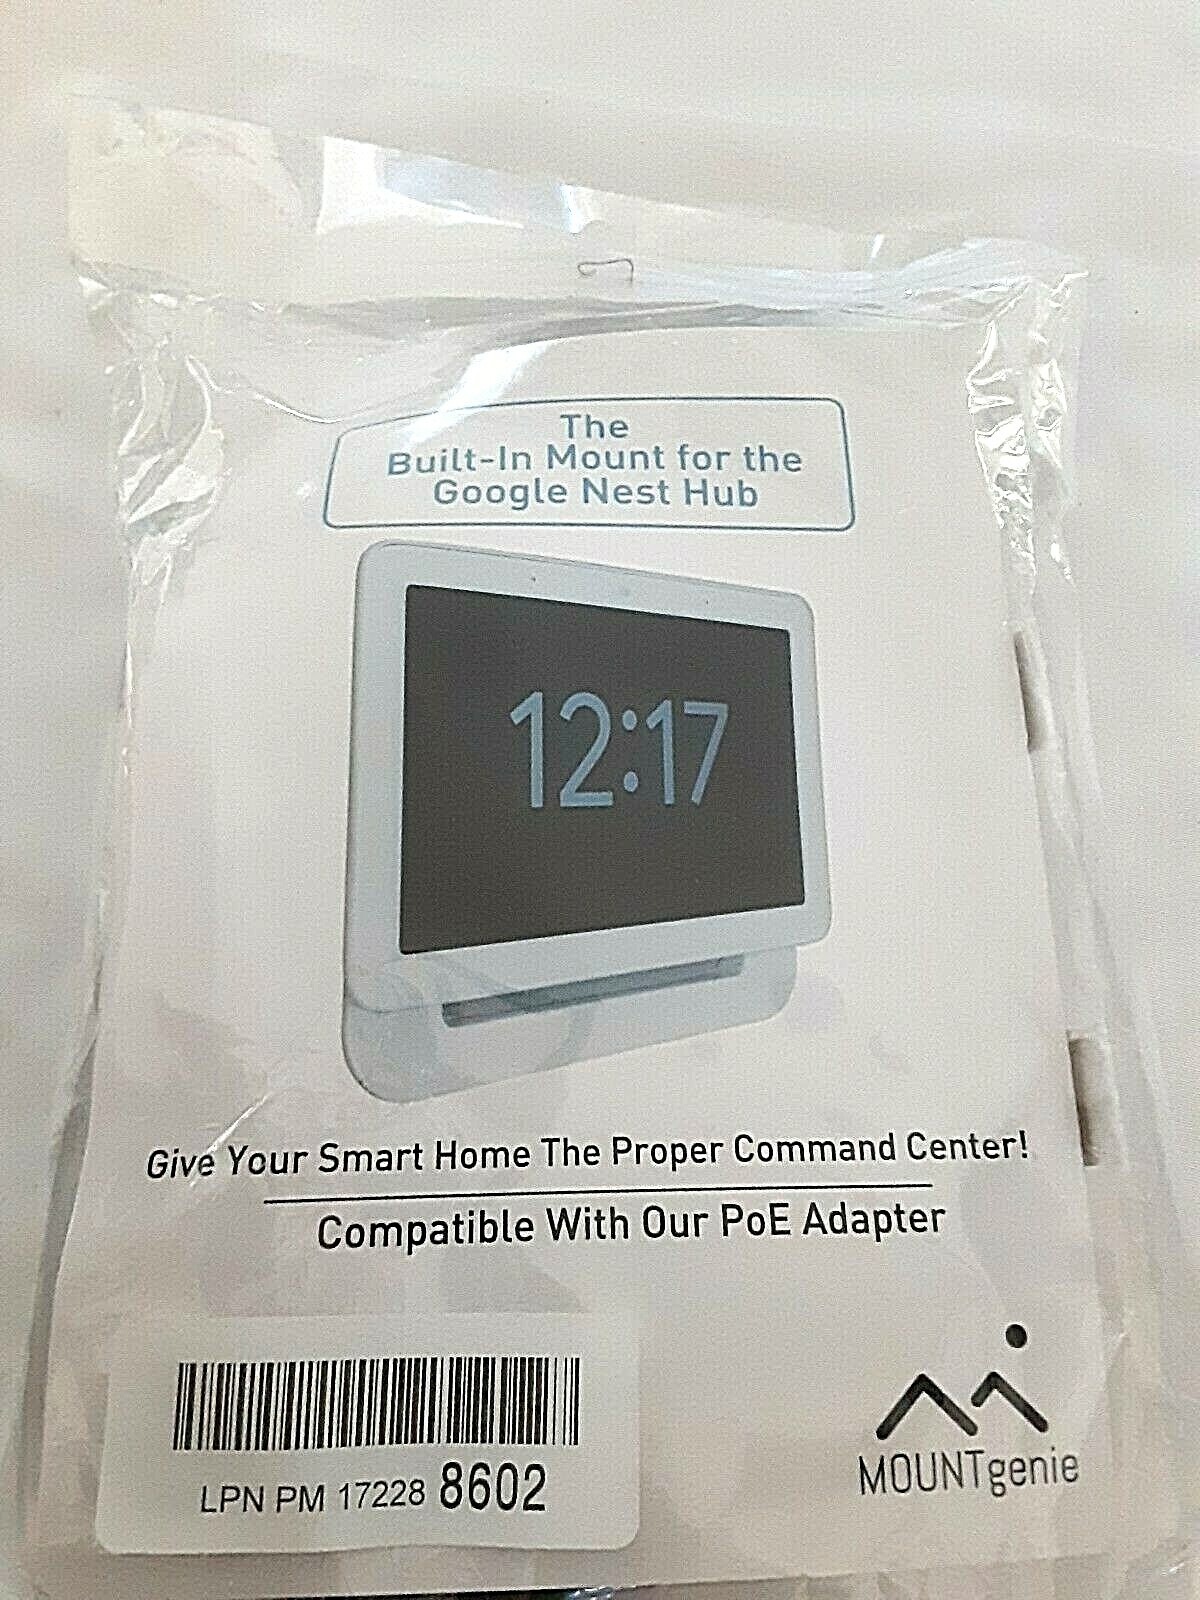 The
Built-In Mount for the
Google Nest Hub
12:17
Give Your Smart Home The Proper Command Center!
Compatible With Our PoE Adapter
LPN PM 17228 8602
MOUNTgenie